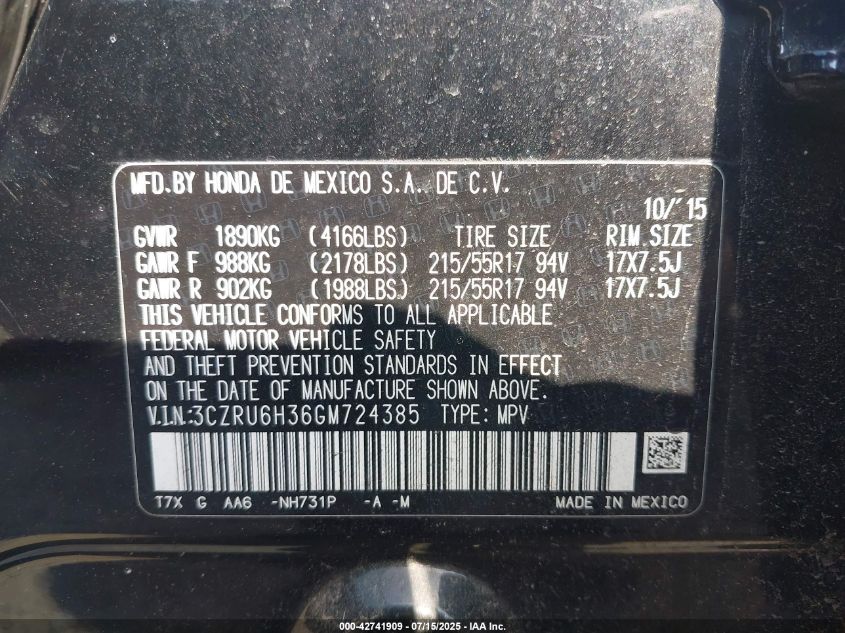 MFD.BY HONDA DE MEXICO S.A. DE C.V.
10/'15
GVWR 1890KG (4166LBS) TIRE SIZE RIM.SIZE
GAWR F 988KG (2178LBS) 215/55R17 94V 17X7.5J
GAWR R 902KG (1988LBS) 215/55R17 94V 17X7.5J
THIS VEHICLE CONFORMS TO ALL APPLICABLE
FEDERAL MOTOR VEHICLE SAFETY
AND THEFT PREVENTION STANDARDS IN EFFECT
ON THE DATE OF MANUFACTURE SHOWN ABOVE.
V.I.N.:3CZRU6H36GM724385 TYPE: MPV
T7X G AA6 -NH731P -A -M MADE IN MEXICO
000-42741909 - 07/15/2025 - IAA Inc.